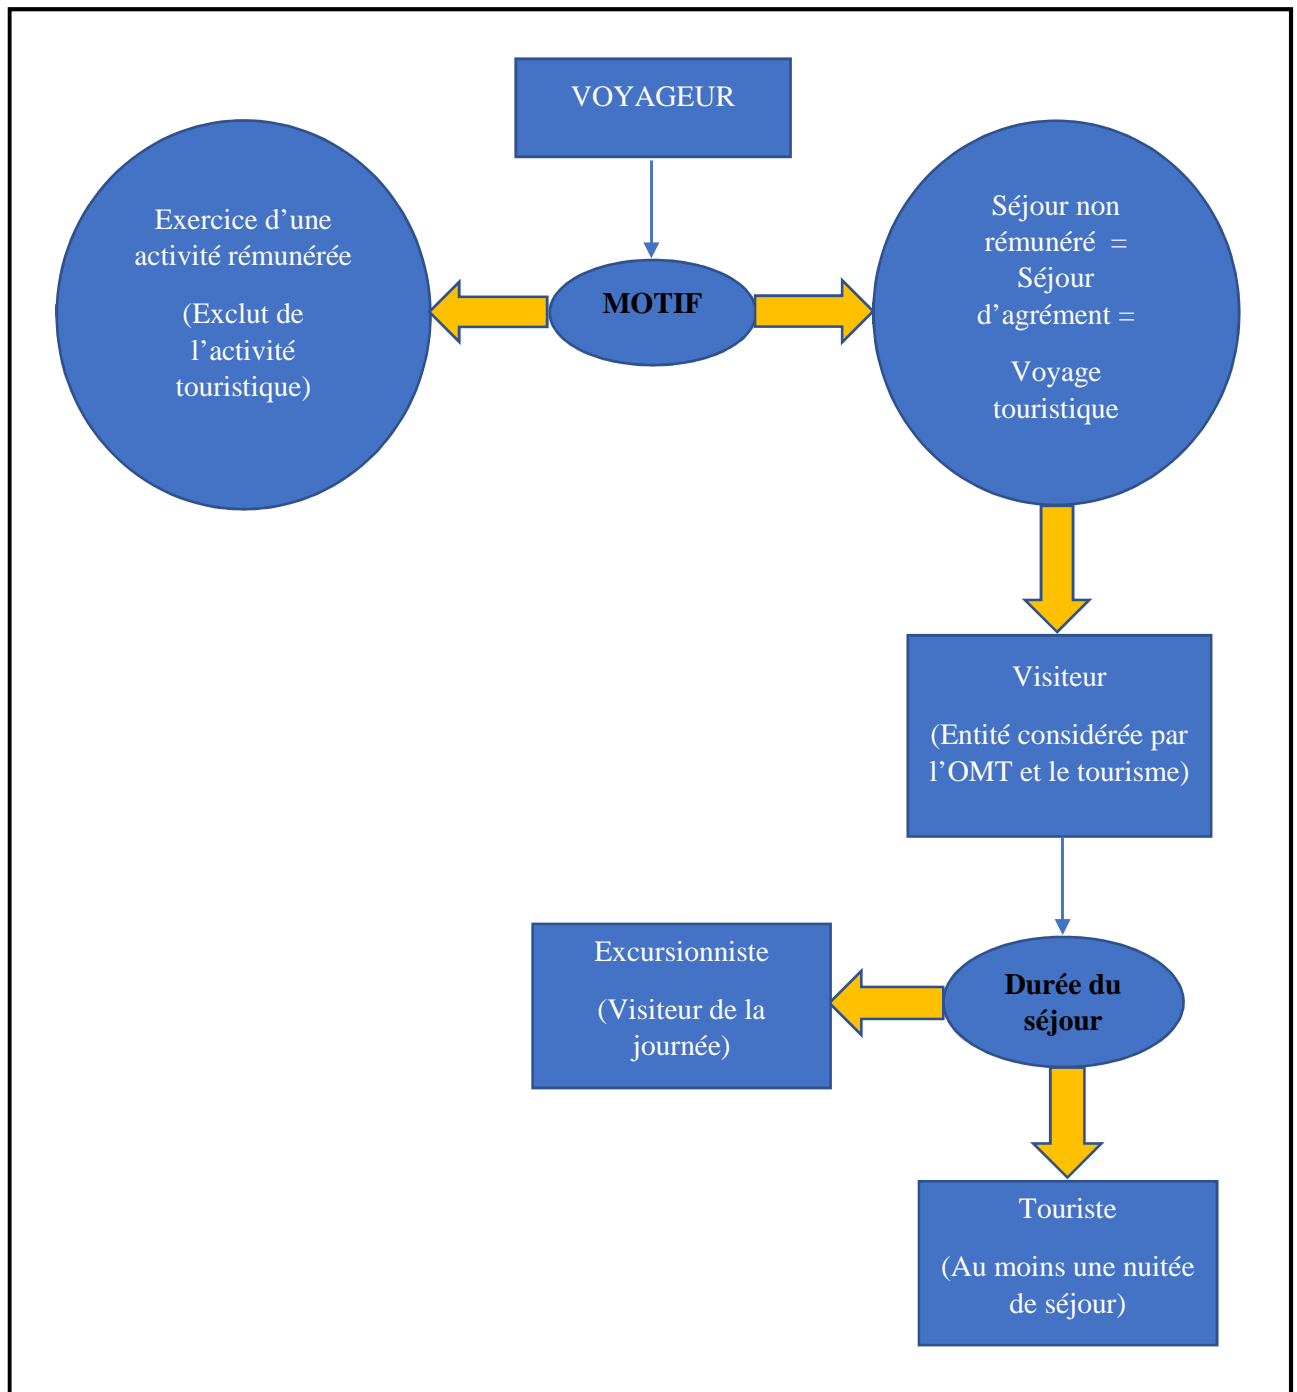 VOYAGEUR
Exercice d’une
activité rémunérée
(Exclut de
l’activité
touristique)
MOTIF
Séjour non
rémunéré =
Séjour
d’agrément =
Voyage
touristique
Visiteur
(Entité considérée par
l’OMT et le tourisme)
Excursionniste
(Visiteur de la
journée)
Durée du
séjour
Touriste
(Au moins une nuitée
de séjour)